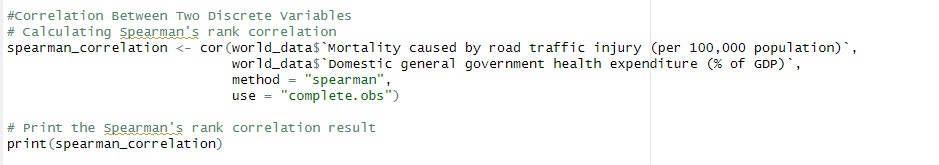 #Correlation Between Two Discrete Variables
# Calculating Spearman's rank correlation
spearman_correlation <- cor(world_data$`Mortality caused by road traffic injury (per 100,000 population)`,
                            world_data$`Domestic general government health expenditure (% of GDP)`,
                            method = "spearman",
                            use = "complete.obs")
# Print the Spearman's rank correlation result
print(spearman_correlation)